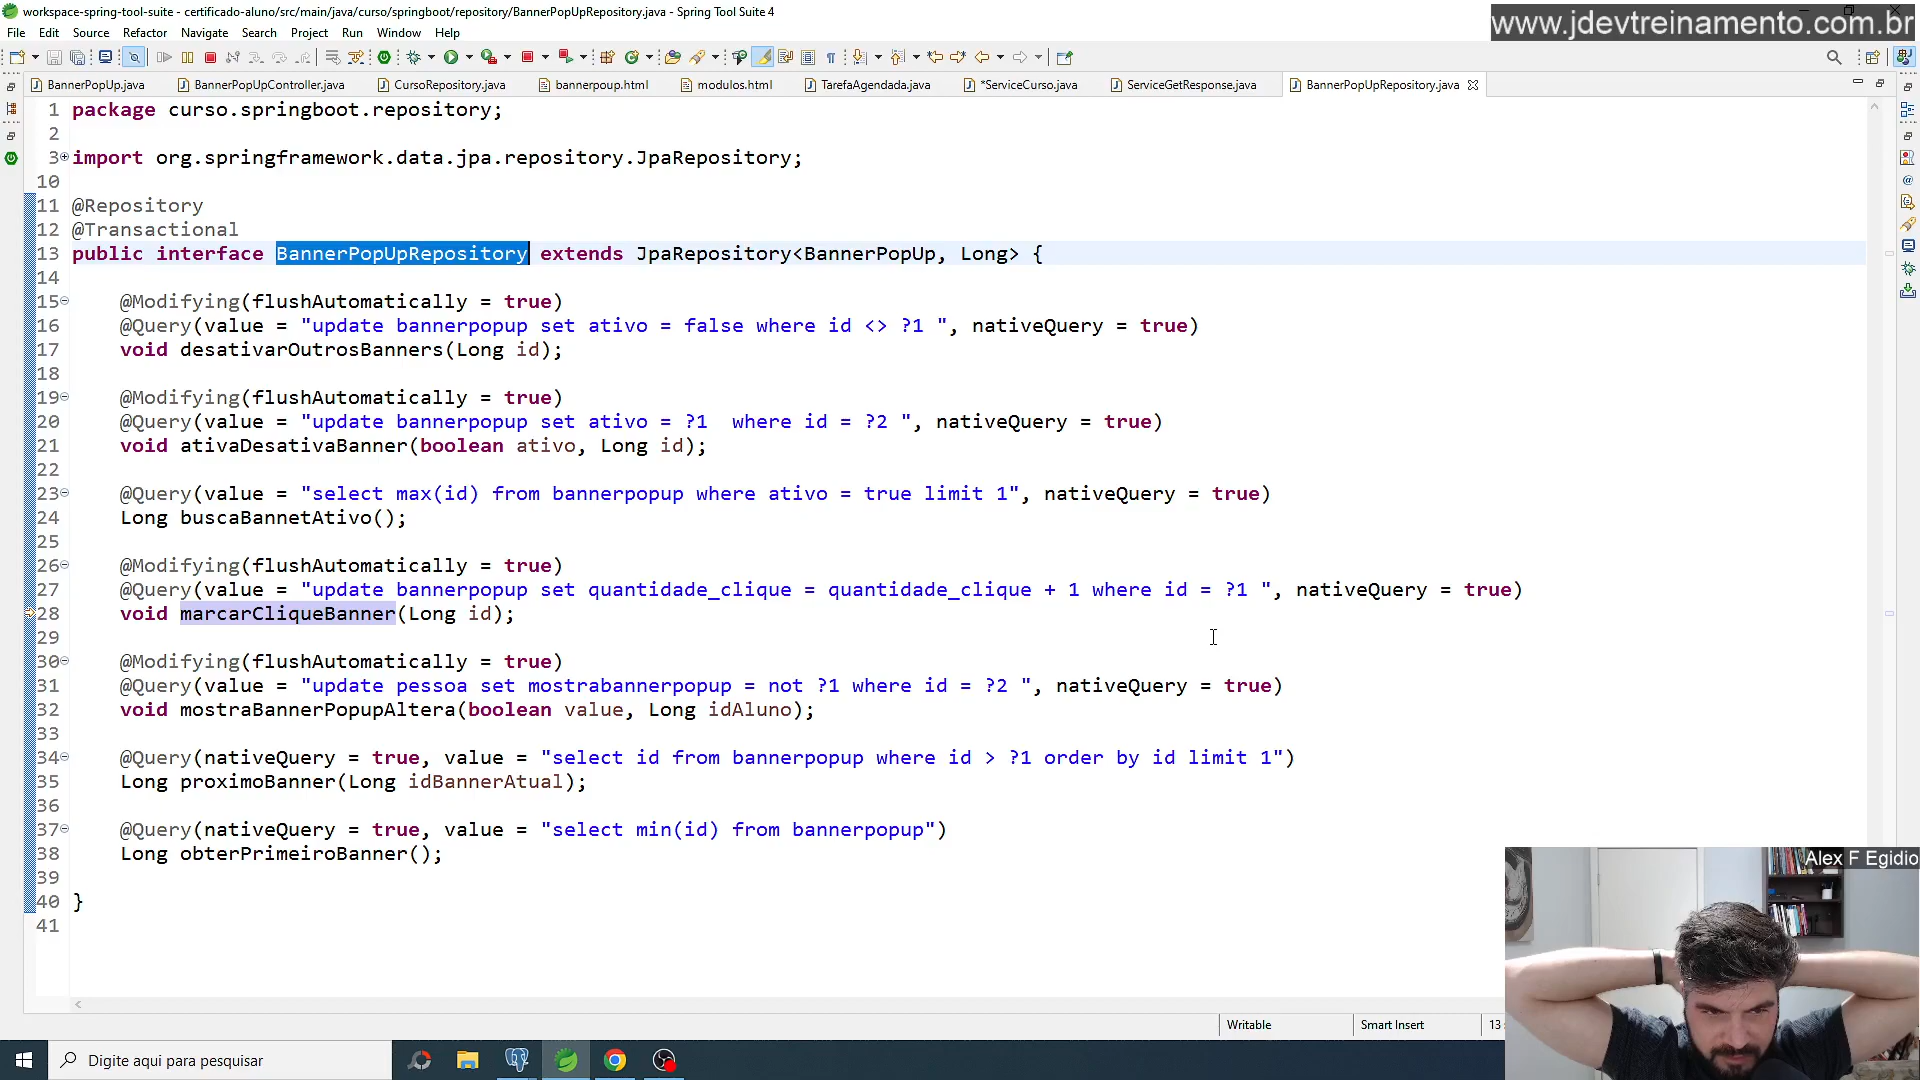 workspace-spring-tool-suite - certificado-aluno/src/main/java/curso/springboot/repository/BannerPopUpRepository.java - Spring Tool Suite 4
www.jdevtreinamento.com.br
File Edit Source Refactor Navigate Search Project Run Window Help
BannerPopUp.java BannerPopUpController.java CursoRepository.java bannerpoup.html modulos.html TarefaAgendada.java *ServiceCurso.java ServiceGetResponse.java BannerPopUpRepository.java
1 package curso.springboot.repository;
2
3 import org.springframework.data.jpa.repository.JpaRepository;
10
11 @Repository
12 @Transactional
13 public interface BannerPopUpRepository extends JpaRepository<BannerPopUp, Long> {
14
15 @Modifying(flushAutomatically = true)
16 @Query(value = "update bannerpopup set ativo = false where id <> ?1 ", nativeQuery = true)
17 void desativarOutrosBanners(Long id);
18
19 @Modifying(flushAutomatically = true)
20 @Query(value = "update bannerpopup set ativo = ?1  where id = ?2 ", nativeQuery = true)
21 void ativaDesativaBanner(boolean ativo, Long id);
22
23 @Query(value = "select max(id) from bannerpopup where ativo = true limit 1", nativeQuery = true)
24 Long buscaBannetAtivo();
25
26 @Modifying(flushAutomatically = true)
27 @Query(value = "update bannerpopup set quantidade_clique = quantidade_clique + 1 where id = ?1 ", nativeQuery = true)
28 void marcarCliqueBanner(Long id);
29
30 @Modifying(flushAutomatically = true)
31 @Query(value = "update pessoa set mostrabannerpopup = not ?1 where id = ?2 ", nativeQuery = true)
32 void mostraBannerPopupAltera(boolean value, Long idAluno);
33
34 @Query(nativeQuery = true, value = "select id from bannerpopup where id > ?1 order by id limit 1")
35 Long proximoBanner(Long idBannerAtual);
36
37 @Query(nativeQuery = true, value = "select min(id) from bannerpopup")
38 Long obterPrimeiroBanner();
39
40 }
41
Alex F Egidio
Writable Smart Insert 13
Digite aqui para pesquisar